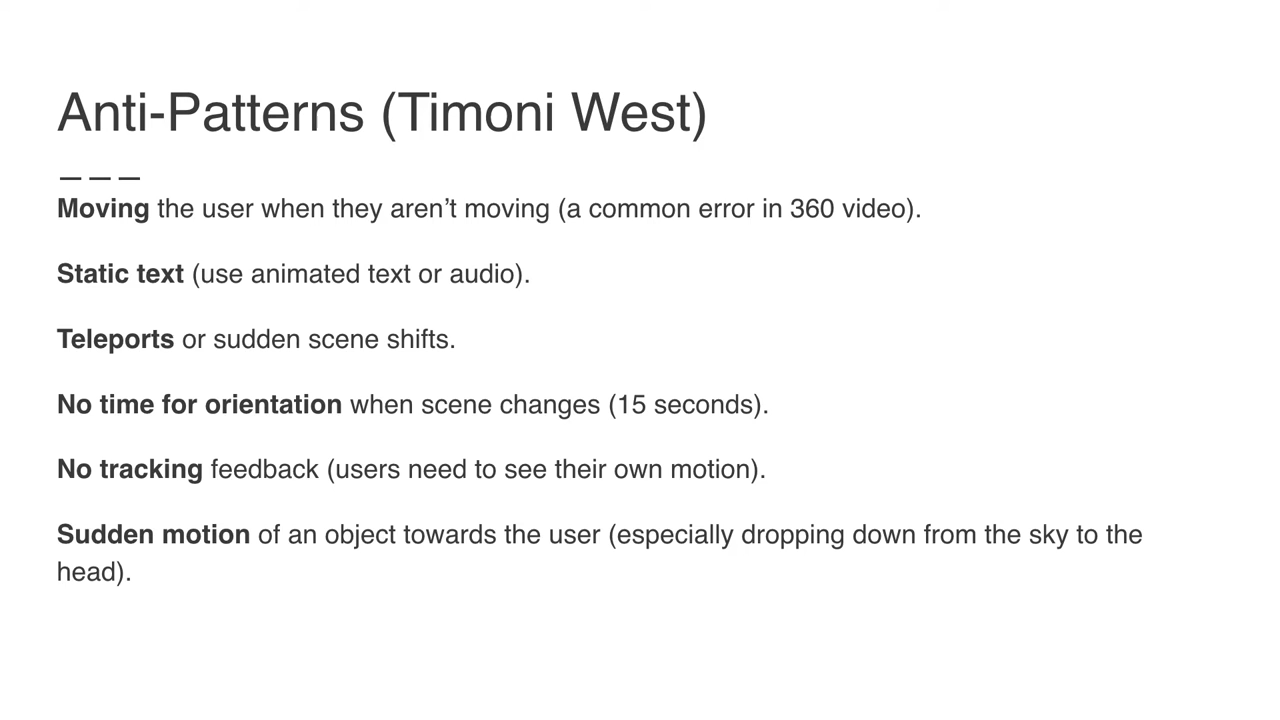 Anti-Patterns (Timoni West)
Moving the user when they aren’t moving (a common error in 360 video).
Static text (use animated text or audio).
Teleports or sudden scene shifts.
No time for orientation when scene changes (15 seconds).
No tracking feedback (users need to see their own motion).
Sudden motion of an object towards the user (especially dropping down from the sky to the
head).